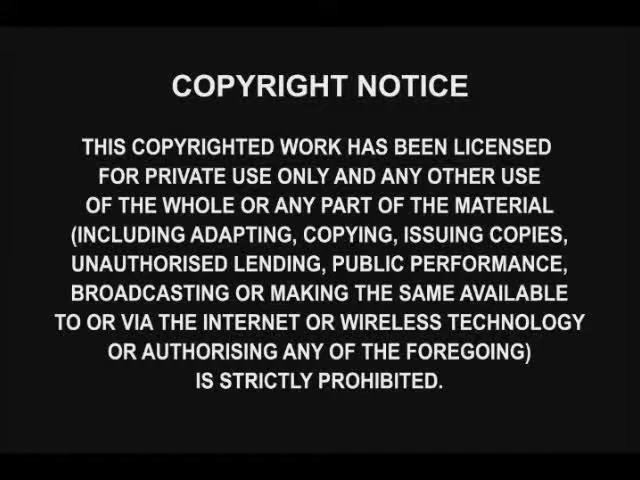 COPYRIGHT NOTICE
THIS COPYRIGHTED WORK HAS BEEN LICENSED
FOR PRIVATE USE ONLY AND ANY OTHER USE
OF THE WHOLE OR ANY PART OF THE MATERIAL
(INCLUDING ADAPTING, COPYING, ISSUING COPIES,
UNAUTHORISED LENDING, PUBLIC PERFORMANCE,
BROADCASTING OR MAKING THE SAME AVAILABLE
TO OR VIA THE INTERNET OR WIRELESS TECHNOLOGY
OR AUTHORISING ANY OF THE FOREGOING)
IS STRICTLY PROHIBITED.